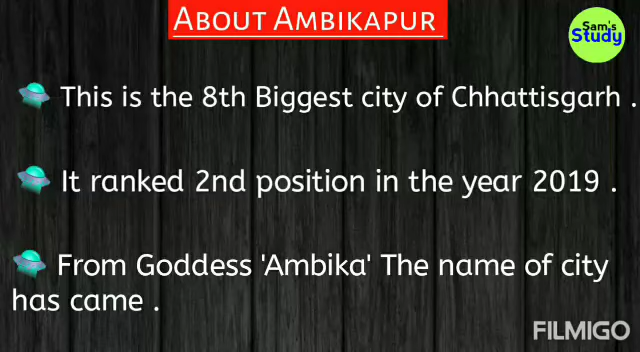 About Ambikapur
Sam's
Study
This is the 8th Biggest city of Chhattisgarh .
It ranked 2nd position in the year 2019 .
From Goddess 'Ambika' The name of city
has came .
FILMIGO